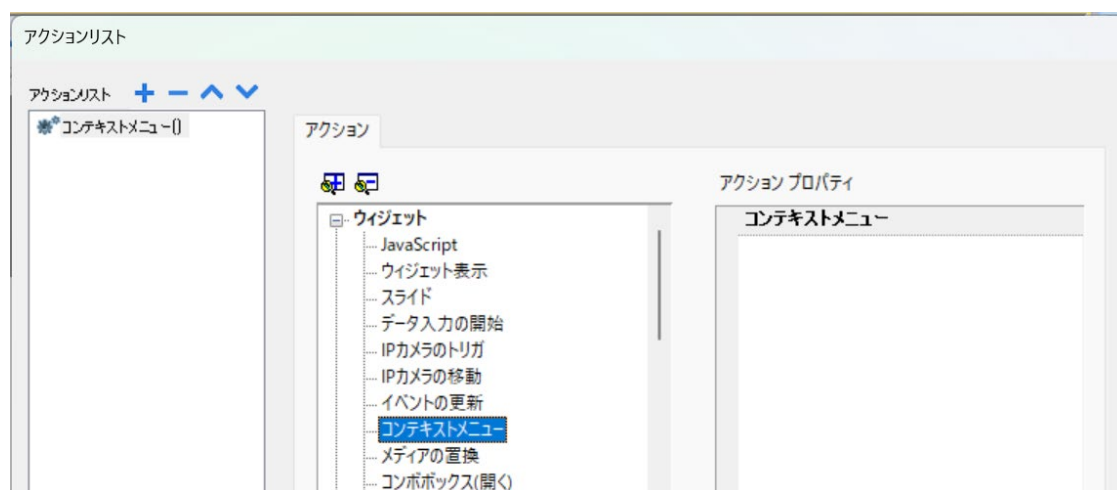 アクションリスト
アクションリスト
コンテキストメニュー()
アクション
アクション プロパティ
ウィジェット
コンテキストメニュー
JavaScript
ウィジェット表示
スライド
データ入力の開始
IPカメラのトリガ
IPカメラの移動
イベントの更新
コンテキストメニュー
メディアの置換
コンボボックス(開く)